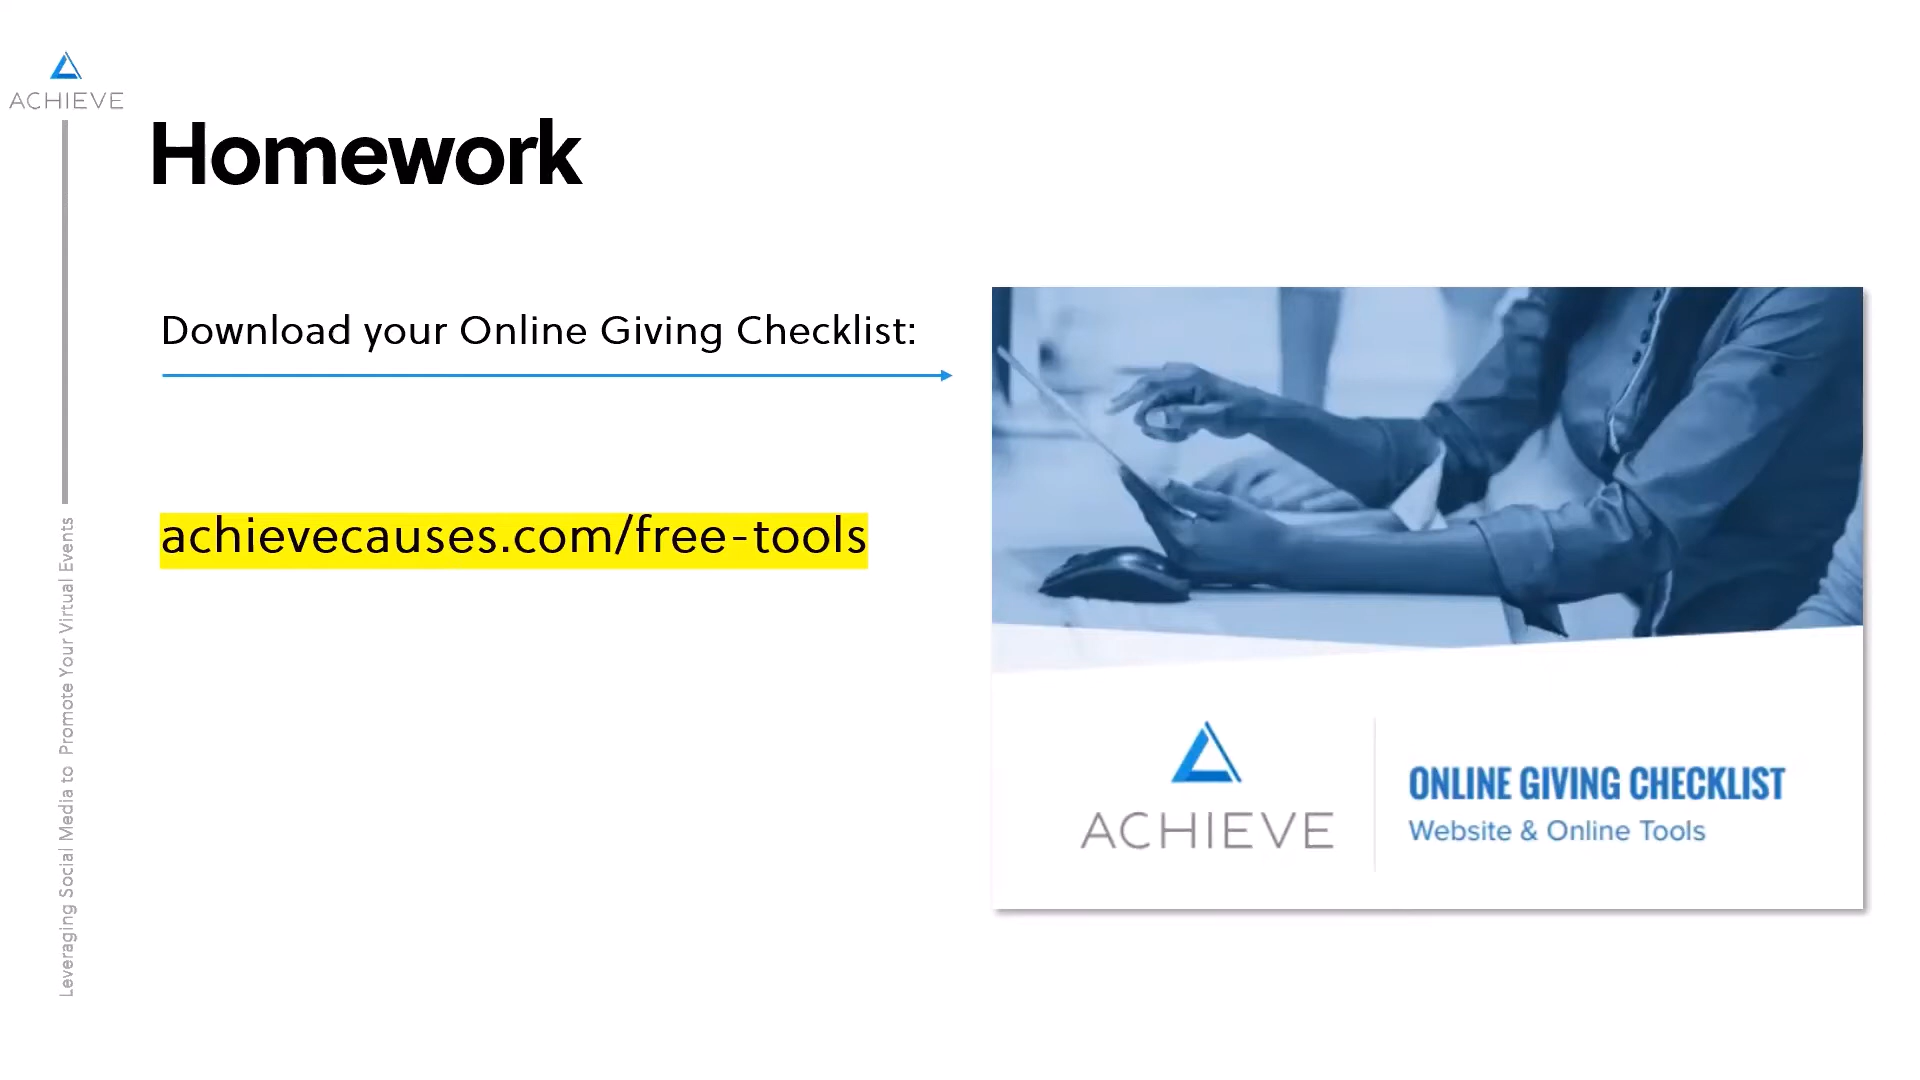 ACHIEVE
Homework
Download your Online Giving Checklist:
achievecauses.com/free-tools
Leveraging Social Media to Promote Your Virtual Events
ACHIEVE
ONLINE GIVING CHECKLIST
Website & Online Tools